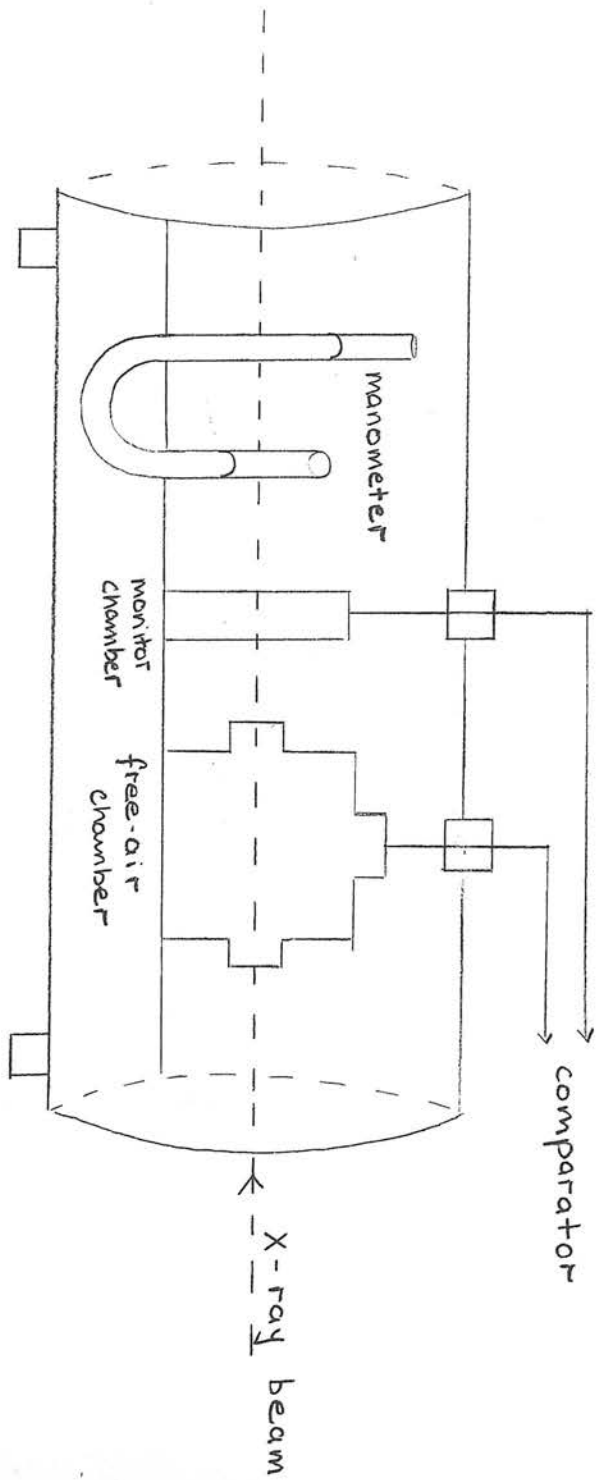 manometer
monitor
chamber
free-air
chamber
comparator
X-ray beam